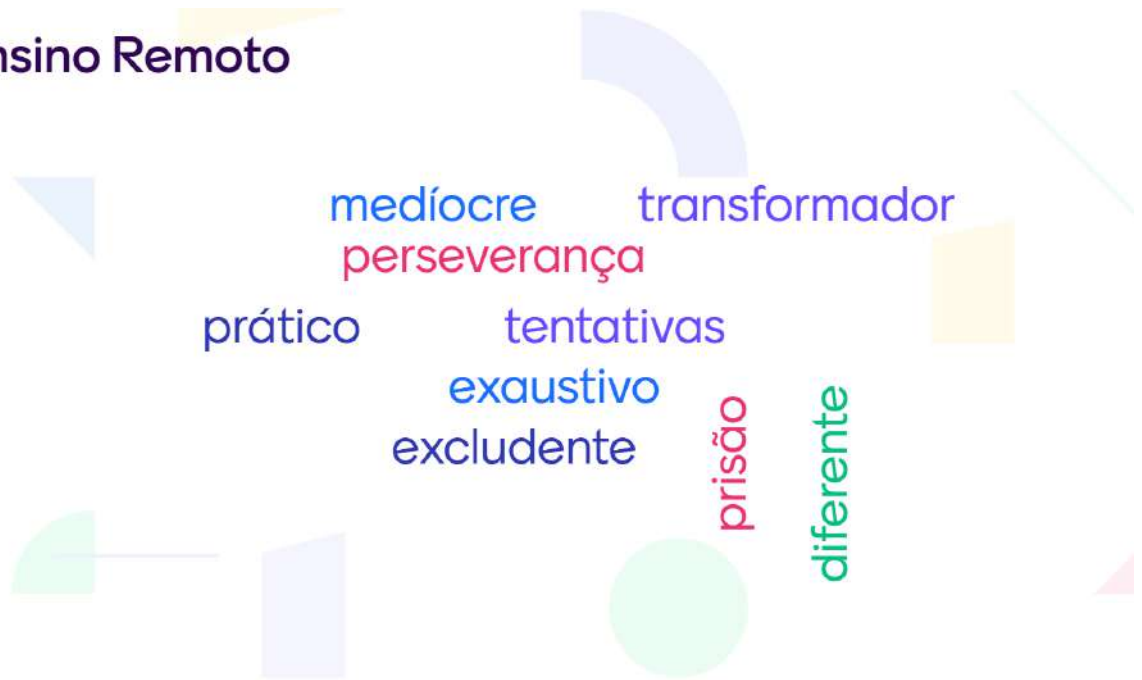 nsino Remoto
medíocre transformador
perseverança
prático tentativas
exaustivo
excludente
prisão
diferente